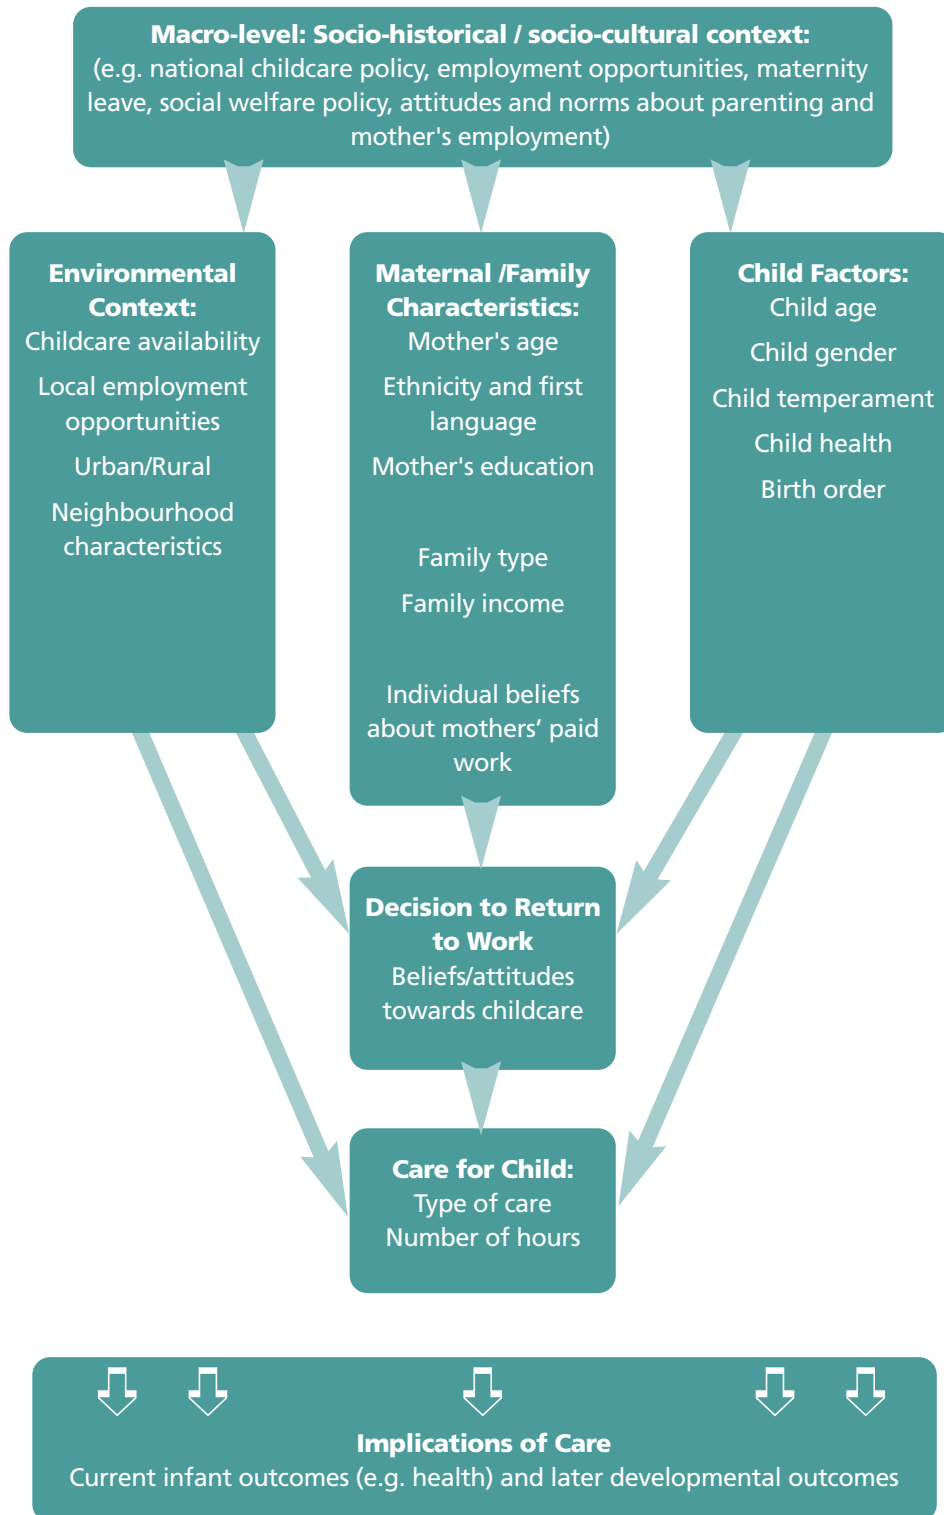 Macro-level: Socio-historical / socio-cultural context:
(e.g. national childcare policy, employment opportunities, maternity
leave, social welfare policy, attitudes and norms about parenting and
mother's employment)
Environmental
Context:
Childcare availability
Local employment
opportunities
Urban/Rural
Neighbourhood
characteristics
Maternal /Family
Characteristics:
Mother's age
Ethnicity and first
language
Mother's education
Family type
Family income
Individual beliefs
about mothers’ paid
work
Child Factors:
Child age
Child gender
Child temperament
Child health
Birth order
Decision to Return
to Work
Beliefs/attitudes
towards childcare
Care for Child:
Type of care
Number of hours
Implications of Care
Current infant outcomes (e.g. health) and later developmental outcomes